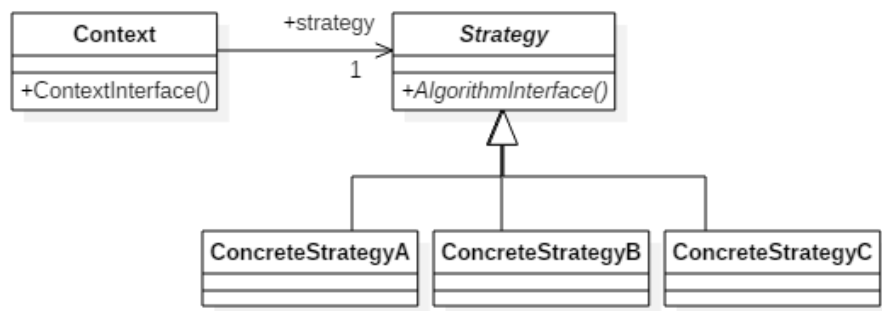 Context
+ContextInterface()
+strategy
1
Strategy
+AlgorithmInterface()
ConcreteStrategyA
ConcreteStrategyB
ConcreteStrategyC